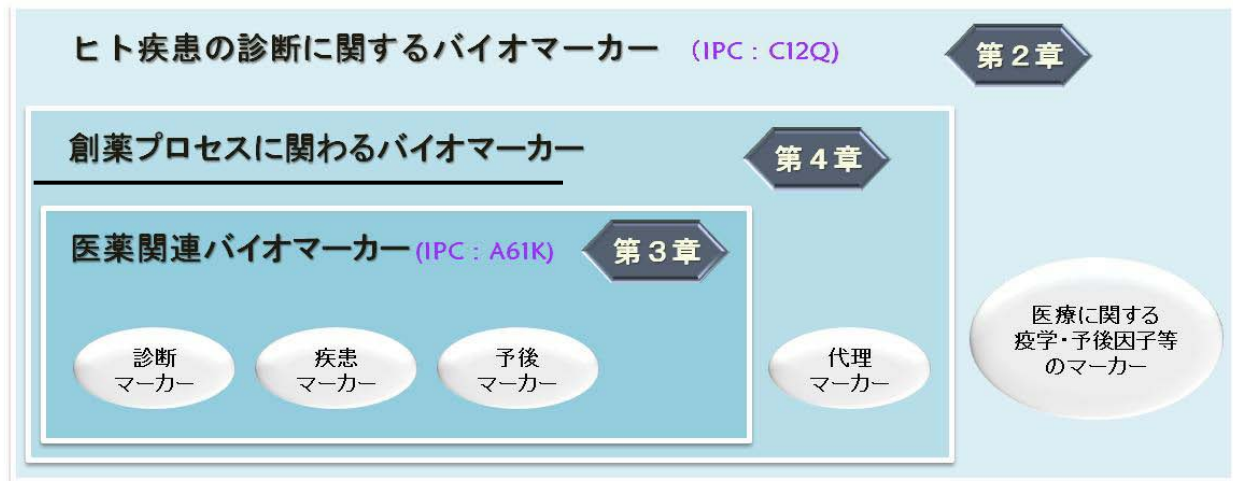 ヒト疾患の診断に関するバイオマーカー (IPC : C12Q) 第2章
創薬プロセスに関わるバイオマーカー 第4章
医薬関連バイオマーカー(IPC : A61K) 第3章
診断
マーカー
疾患
マーカー
予後
マーカー
代理
マーカー
医療に関する
疫学・予後因子等
のマーカー